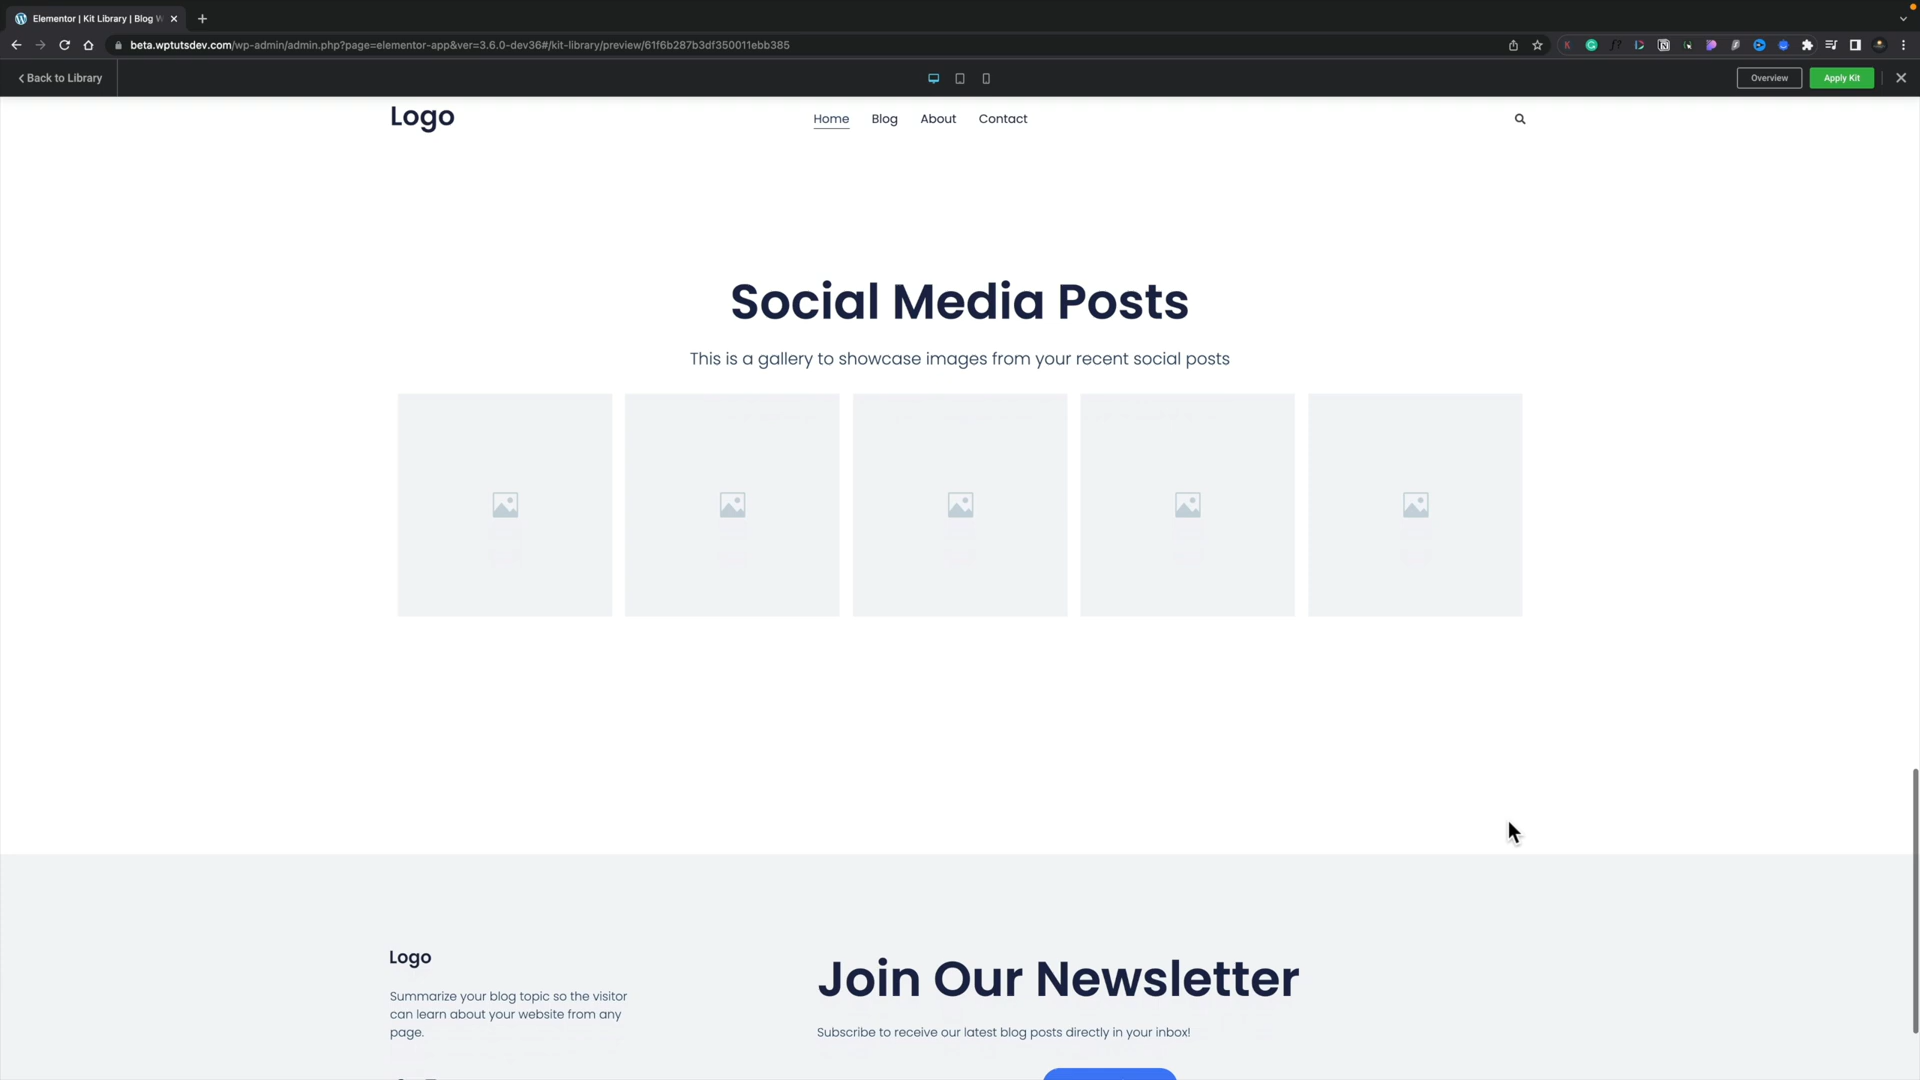 Elementor | Kit Library | Blog W
beta.wptutsdev.com/wp-admin/admin.php?page=elementor-app&ver=3.6.0-dev36#/kit-library/preview/61f6b287b3df350011ebb385
Back to Library
Overview
Apply Kit
Logo
Home
Blog
About
Contact
Social Media Posts
This is a gallery to showcase images from your recent social posts
Logo
Join Our Newsletter
Summarize your blog topic so the visitor
can learn about your website from any
page.
Subscribe to receive our latest blog posts directly in your inbox!